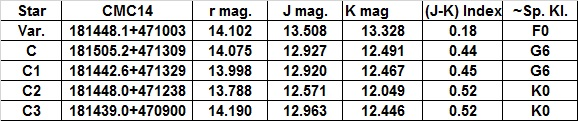 Star CMC14 r mag. J mag. K mag (J-K) Index ~Sp. Kl.
Var. 181448.1+471003 14.102 13.508 13.328 0.18 F0
C 181505.2+471309 14.075 12.927 12.491 0.44 G6
C1 181442.6+471329 13.998 12.920 12.467 0.45 G6
C2 181448.0+471238 13.788 12.571 12.049 0.52 K0
C3 181439.0+470900 14.190 12.963 12.446 0.52 K0